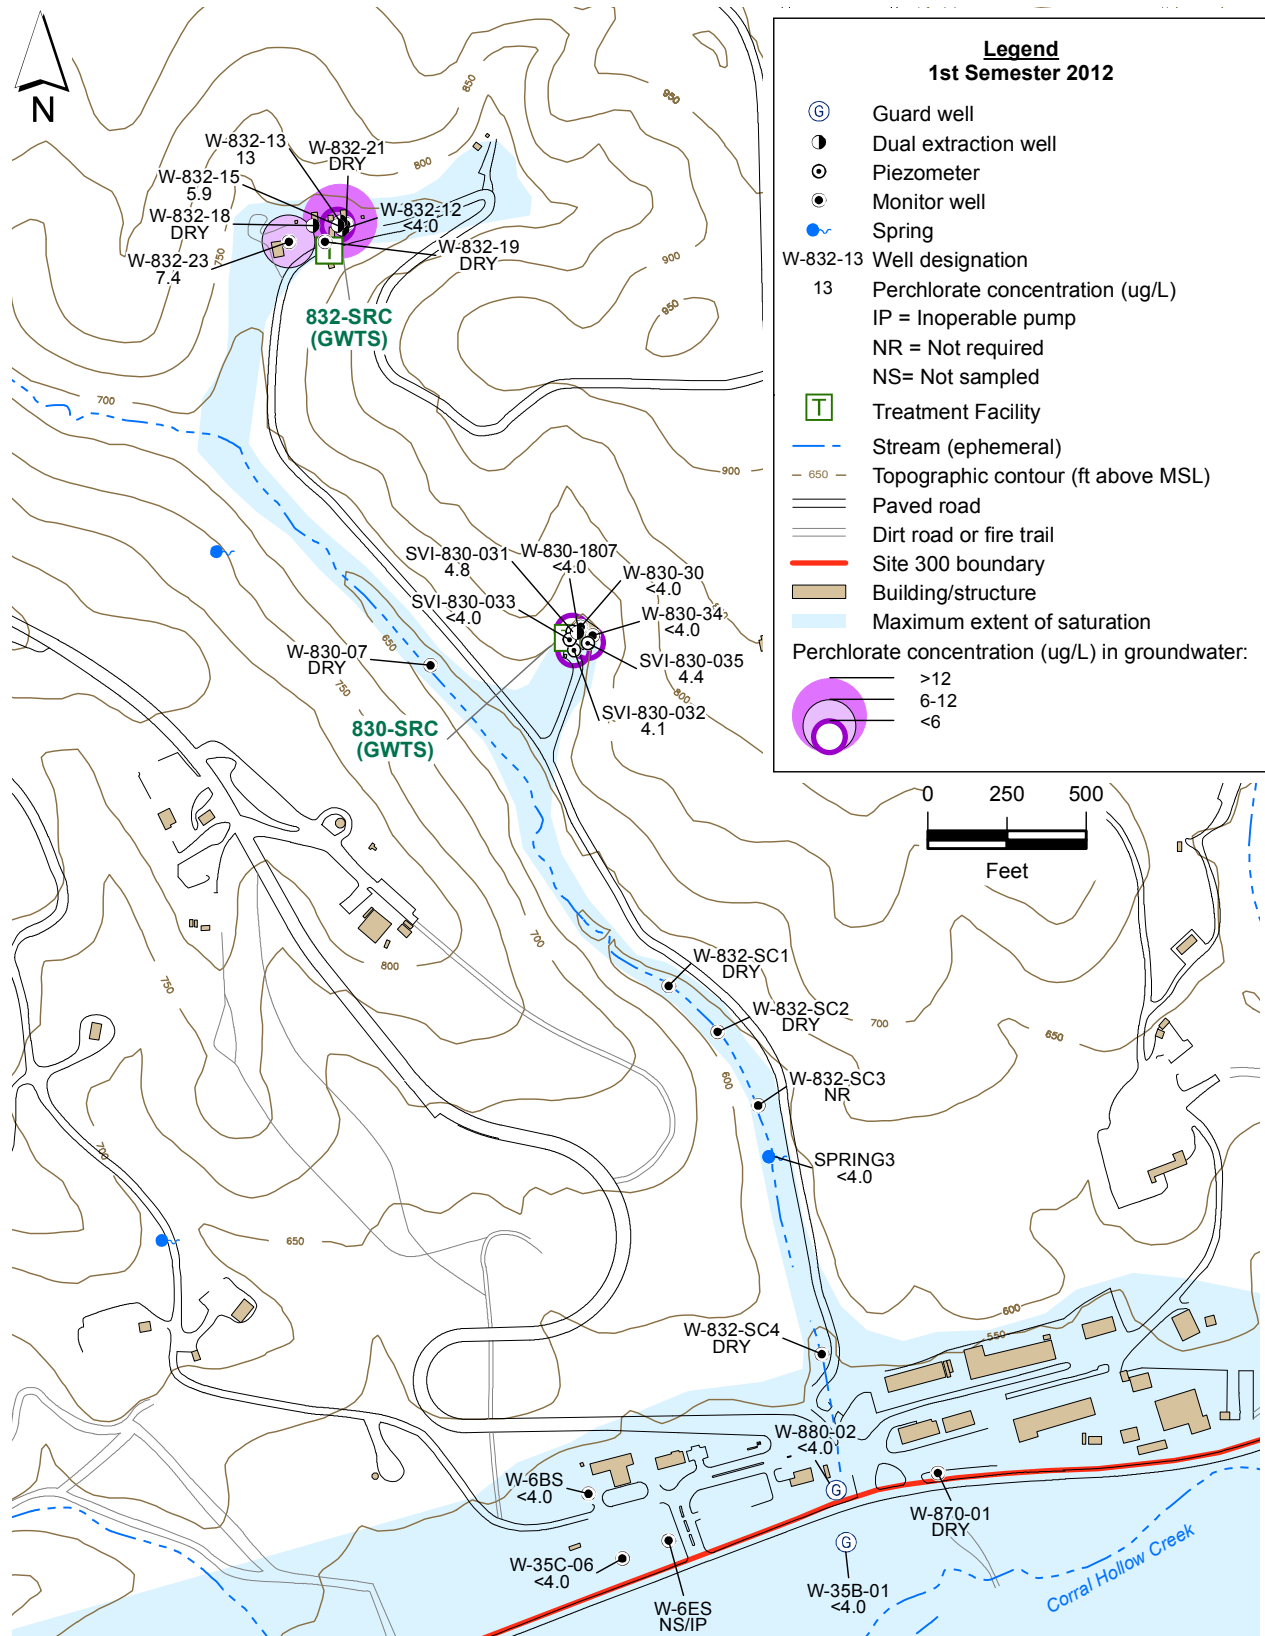 Legend
1st Semester 2012
Guard well
Dual extraction well
Piezometer
Monitor well
Spring
W-832-13 Well designation
13 Perchlorate concentration (ug/L)
IP = Inoperable pump
NR = Not required
NS= Not sampled
T Treatment Facility
Stream (ephemeral)
650 Topographic contour (ft above MSL)
Paved road
Dirt road or fire trail
Site 300 boundary
Building/structure
Maximum extent of saturation
Perchlorate concentration (ug/L) in groundwater:
>12
6-12
<6
0 250 500
Feet
N
G
850
950
800
W-832-13
13
W-832-21
DRY
W-832-15
5.9
W-832-18
DRY
W-832-12
<4.0
W-832-19
DRY
W-832-23
7.4
750
900
950
832-SRC
(GWTS)
700
900
SVI-830-031
4.8
W-830-1807
<4.0
W-830-30
<4.0
SVI-830-033
<4.0
W-830-34
<4.0
SVI-830-035
4.4
SVI-830-032
4.1
W-830-07
DRY
650
750
800
830-SRC
(GWTS)
700
800
750
W-832-SC1
DRY
W-832-SC2
DRY
700
650
600
W-832-SC3
NR
SPRING3
<4.0
700
650
600
550
W-832-SC4
DRY
W-880-02
<4.0
G
W-6BS
<4.0
W-870-01
DRY
W-35C-06
<4.0
W-6ES
NS/IP
G
W-35B-01
<4.0
Corral Hollow Creek